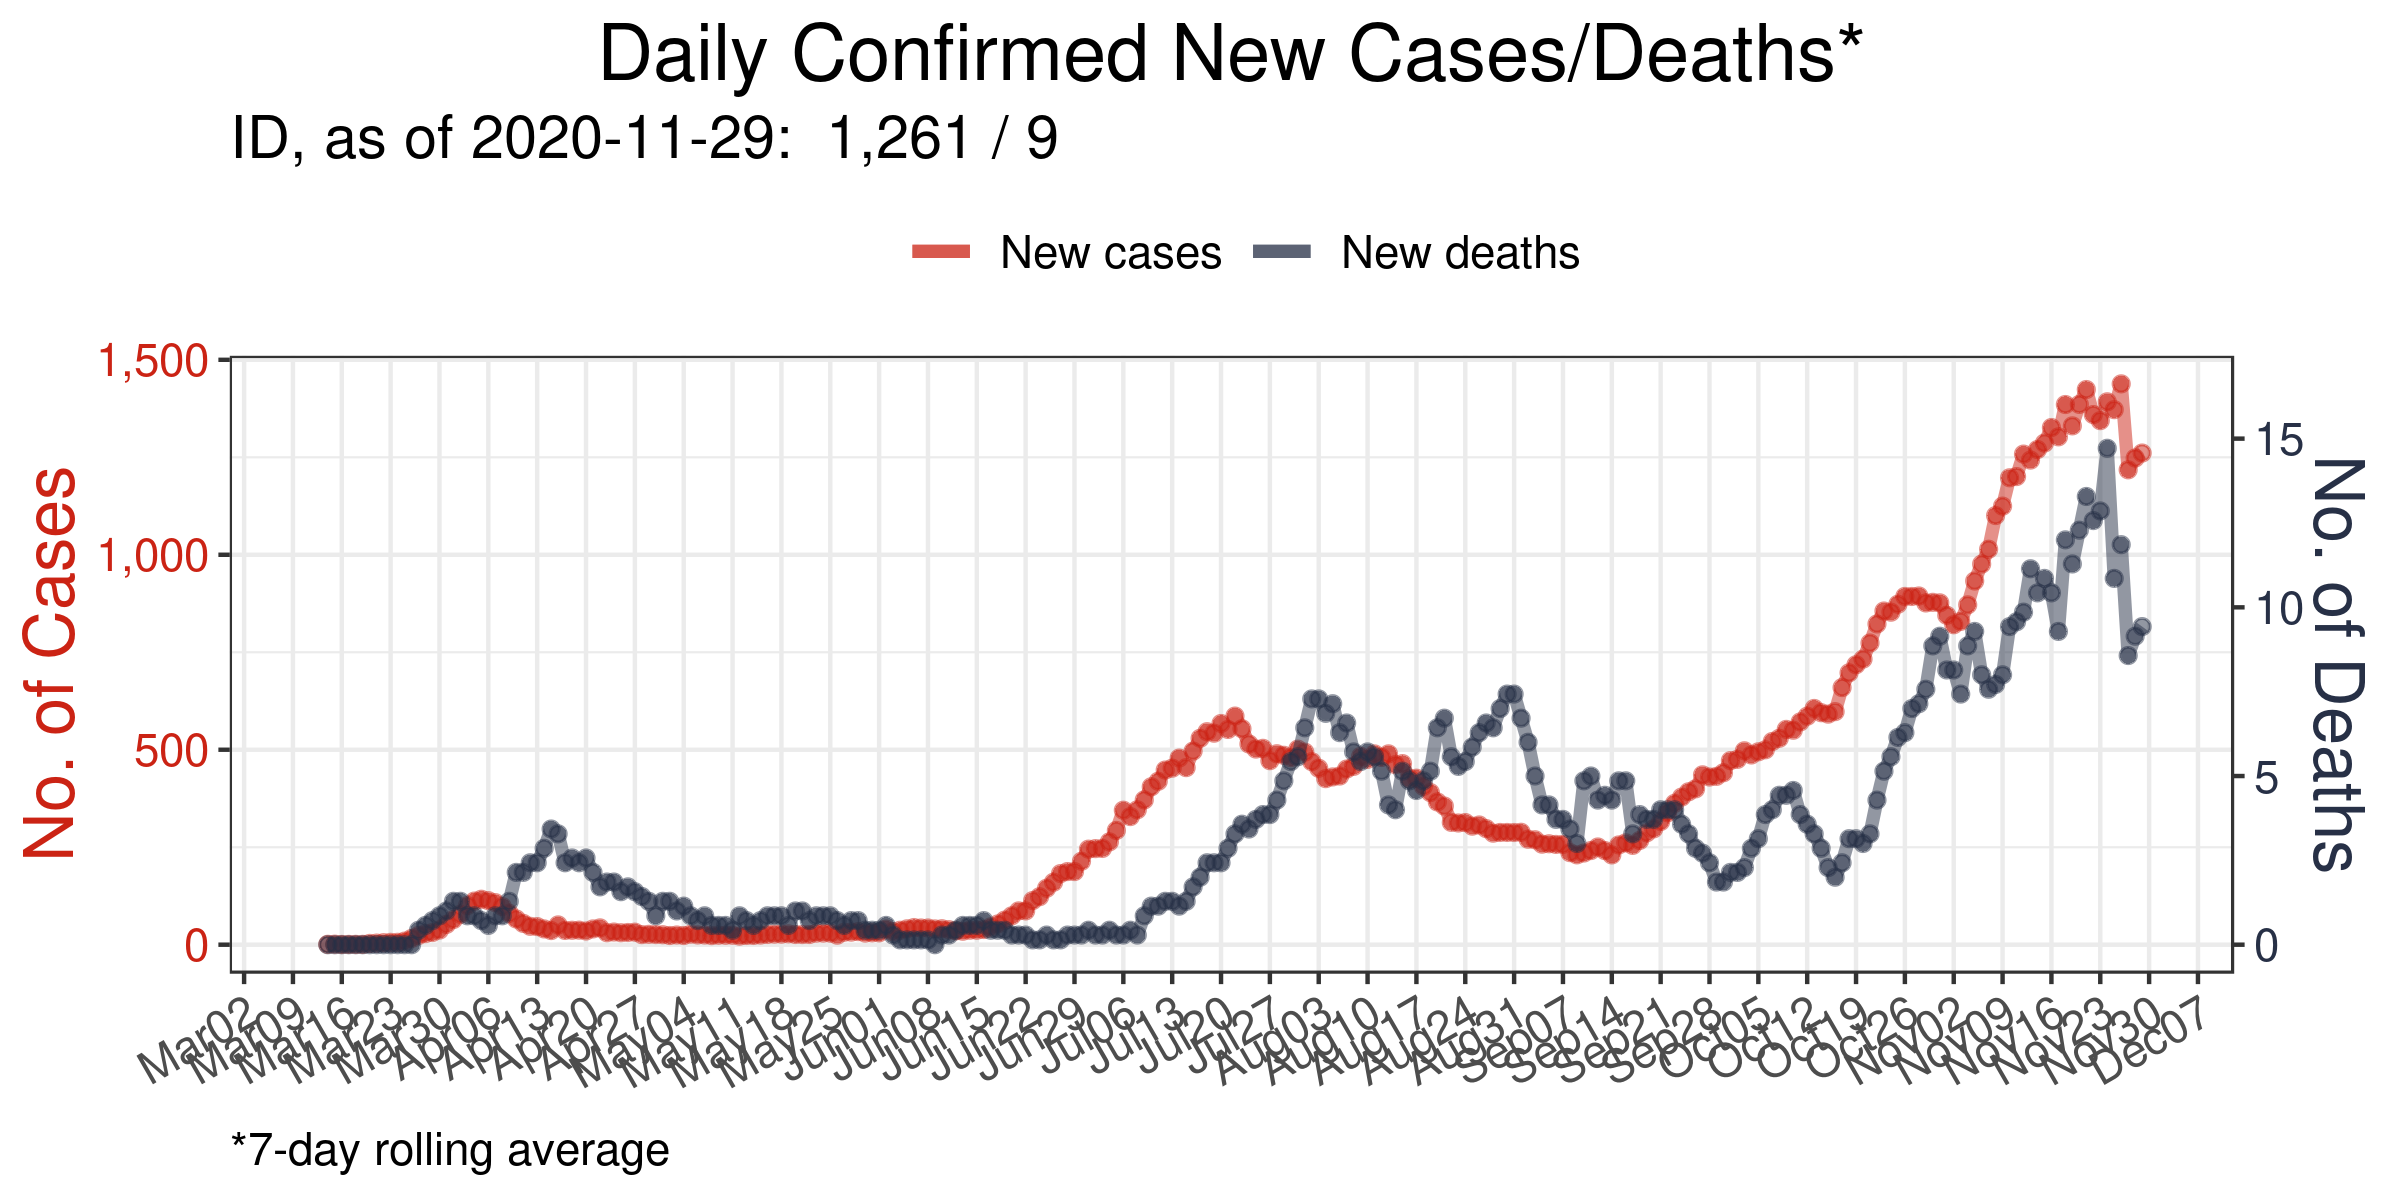 Daily Confirmed New Cases/Deaths*
ID, as of 2020-11-29:  1,261 / 9
New cases
New deaths
No. of Cases
1,500
1,000
500
0
15
10
5
0
No. of Deaths
Mar02
Mar09
Mar16
Mar23
Mar30
Apr06
Apr13
Apr20
Apr27
May04
May11
May18
May25
Jun01
Jun08
Jun15
Jun22
Jun29
Jul06
Jul13
Jul20
Jul27
Aug03
Aug10
Aug17
Aug24
Aug31
Sep07
Sep14
Sep21
Sep28
Oct05
Oct12
Oct19
Oct26
Nov02
Nov09
Nov16
Nov23
Nov30
Dec07
*7-day rolling average